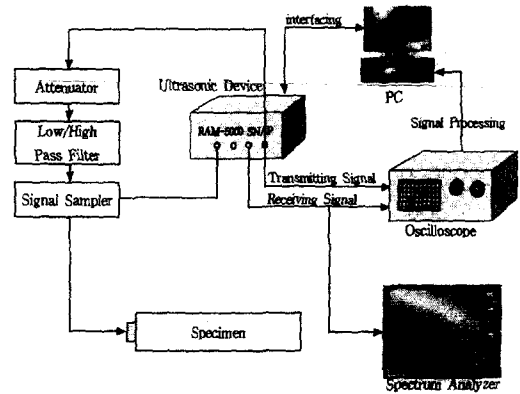 interfacing
Attenuator
Ultrasonic Device
PC
Low/High
Pass Filter
RAM-5000 SNAP
Signal Processing
Transmitting Signal
Signal Sampler
Receiving Signal
Oscilloscope
Specimen
Spectrum Analyzer